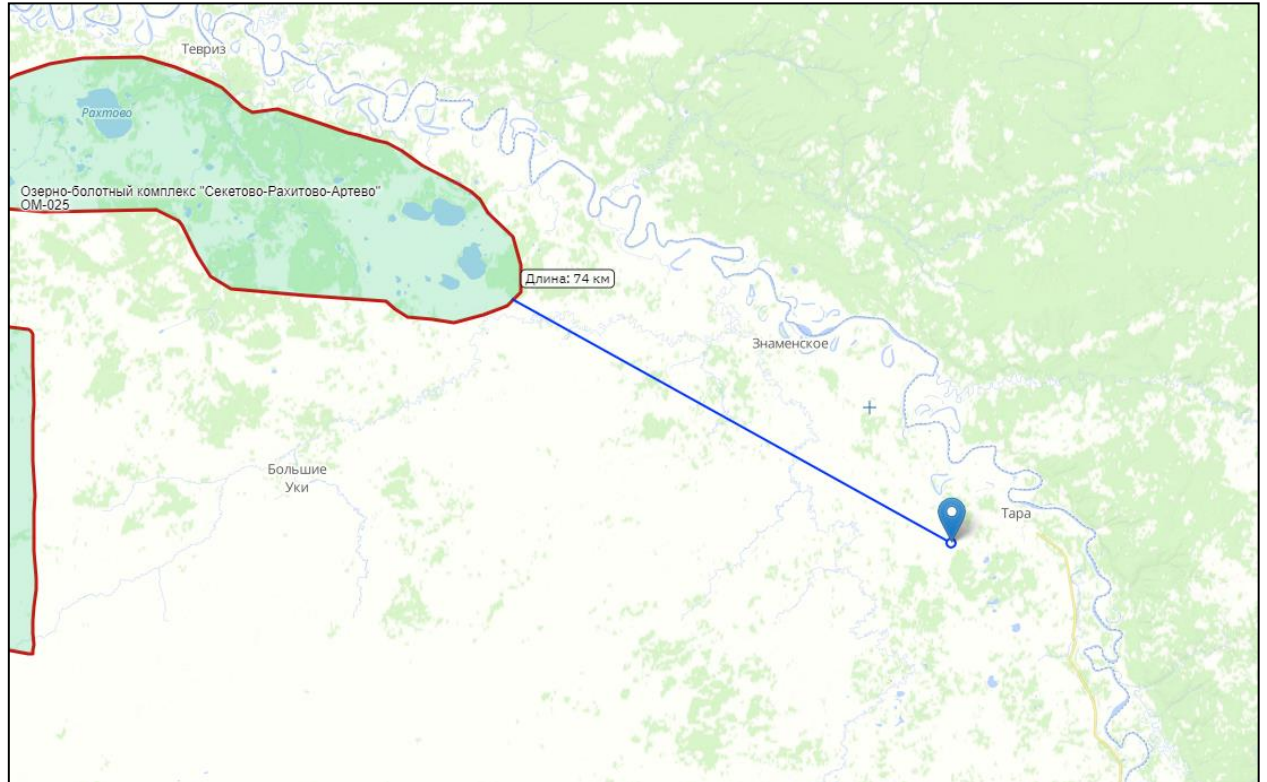 Тевриз
Рахтово
Озерно-болотный комплекс "Секетово-Рахитово-Артево"
ОМ-025
Длина: 74 км
Знаменское
Большие
Уки
Тара